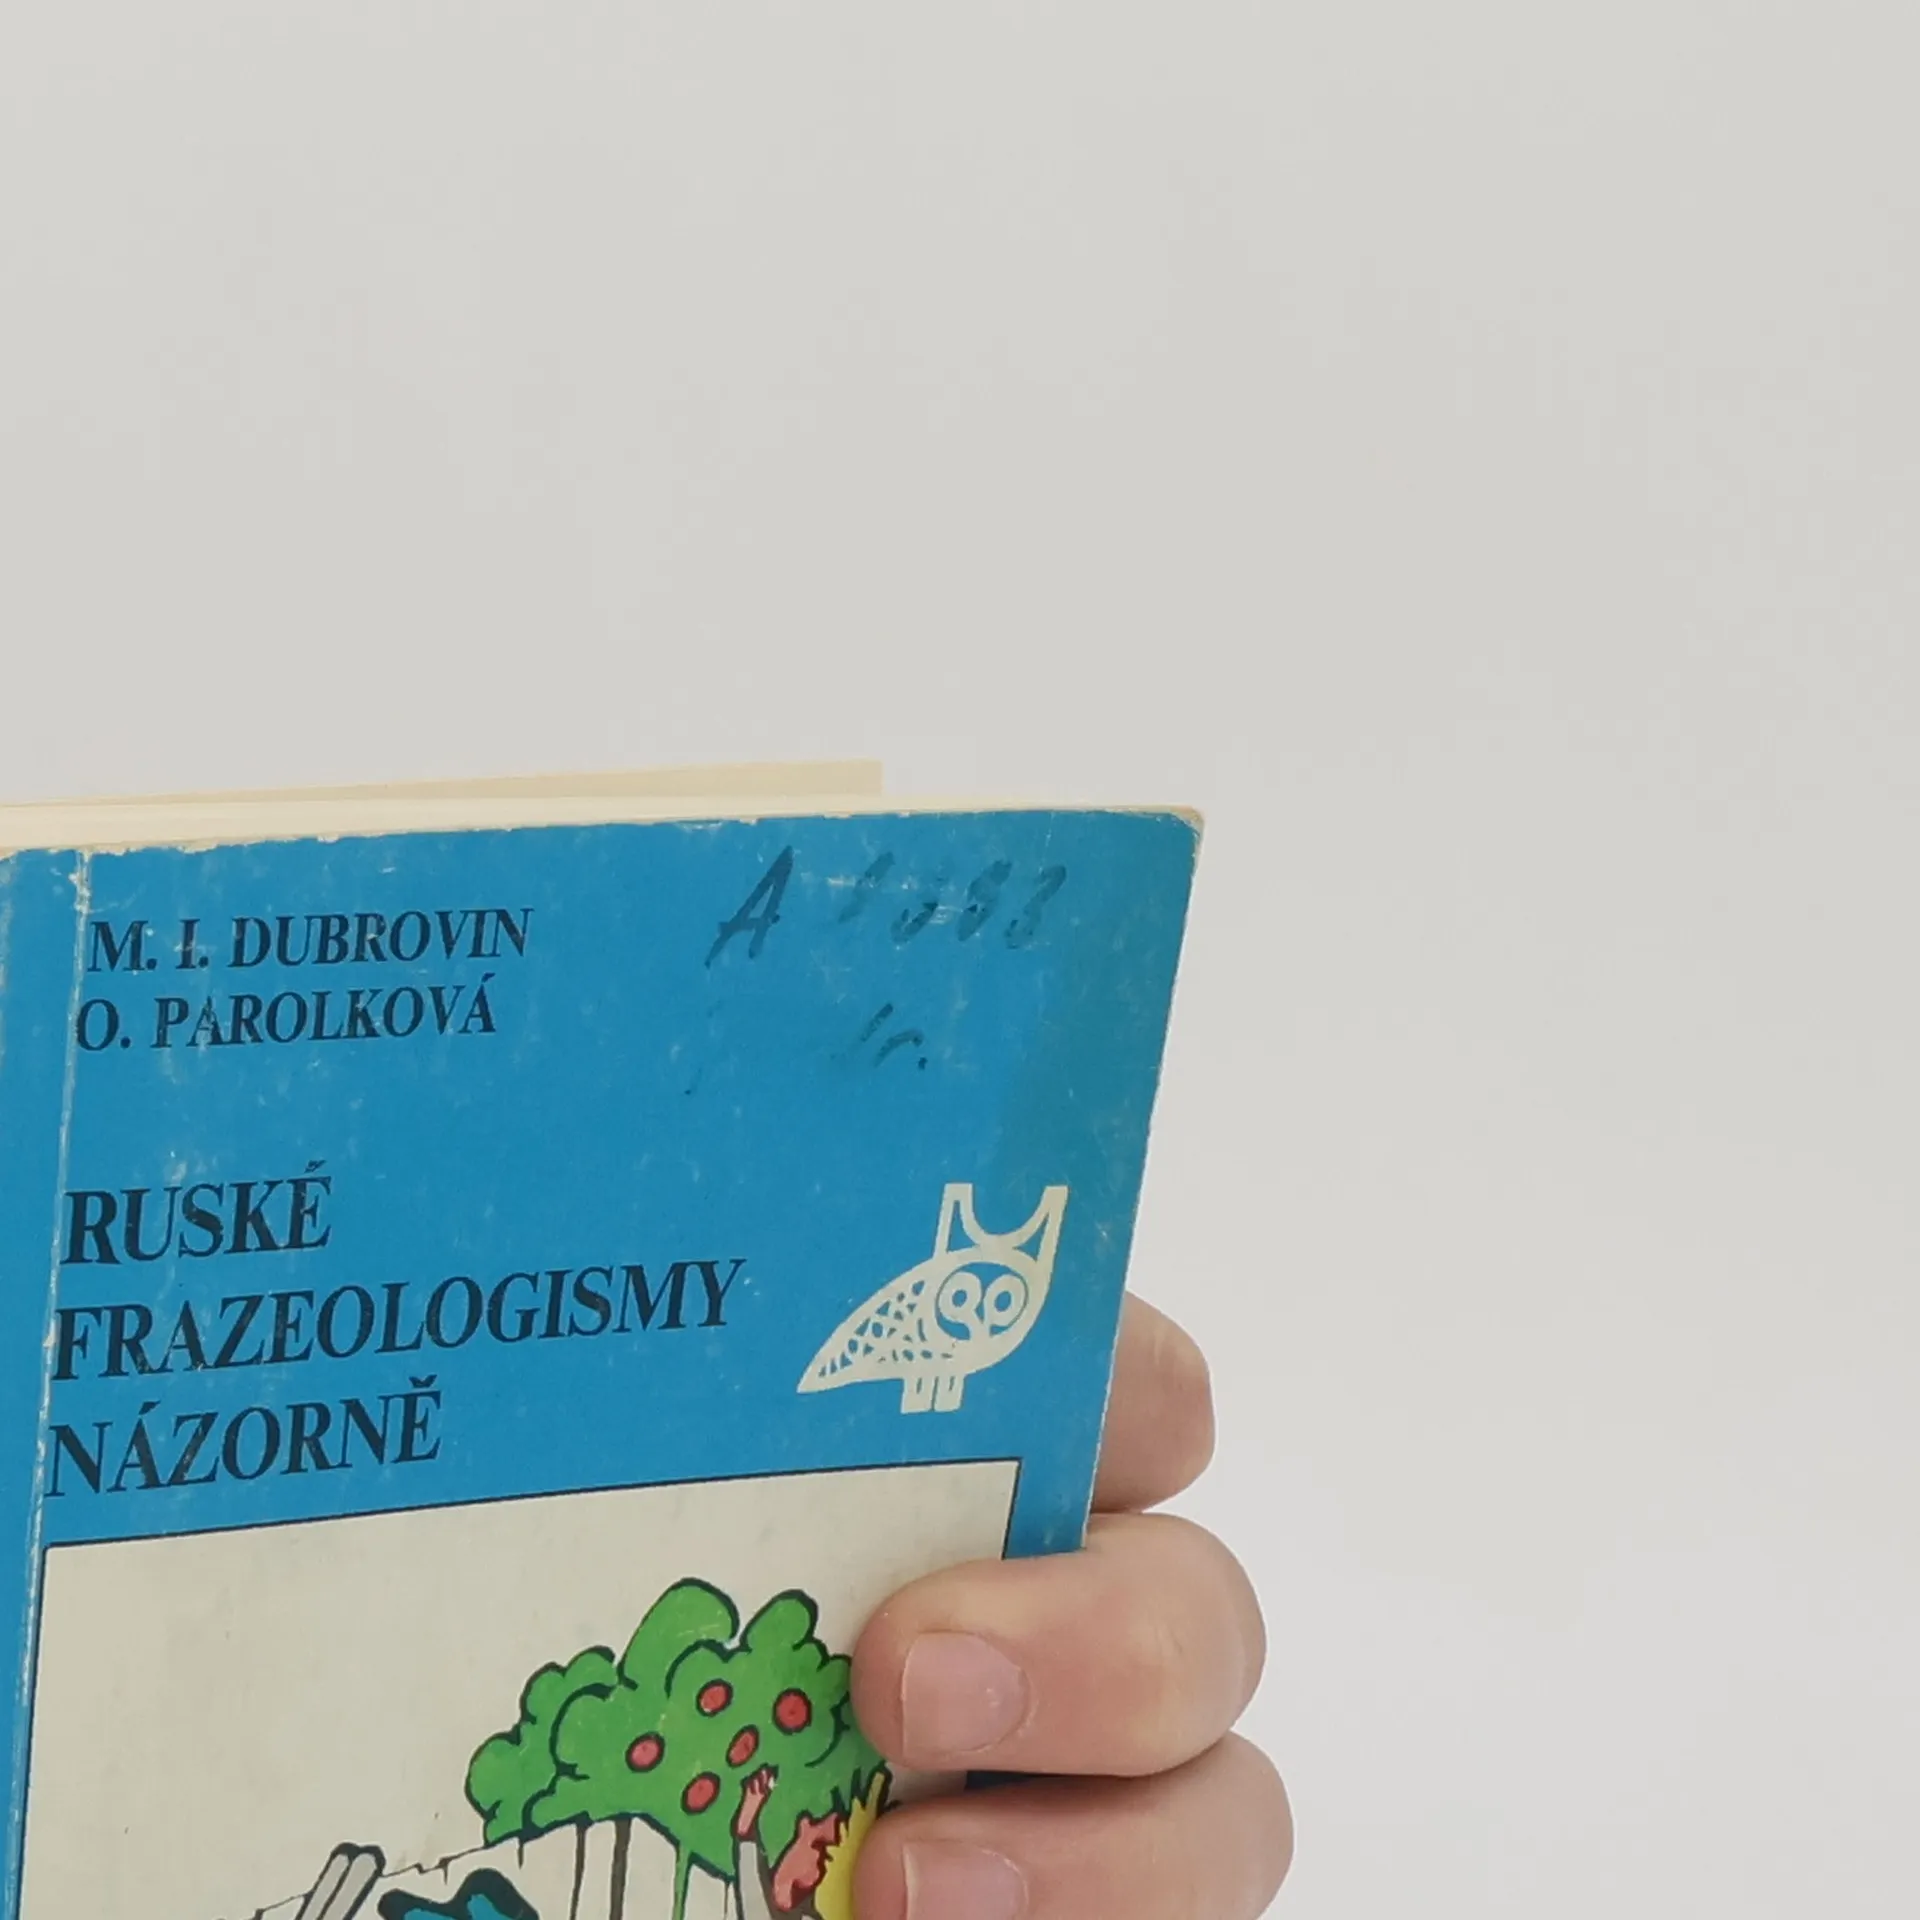 M. I. DUBROVIN
O. PAROLKOVÁ
A
RUSKÉ
FRAZEOLOGISMY
NÁZORNĚ